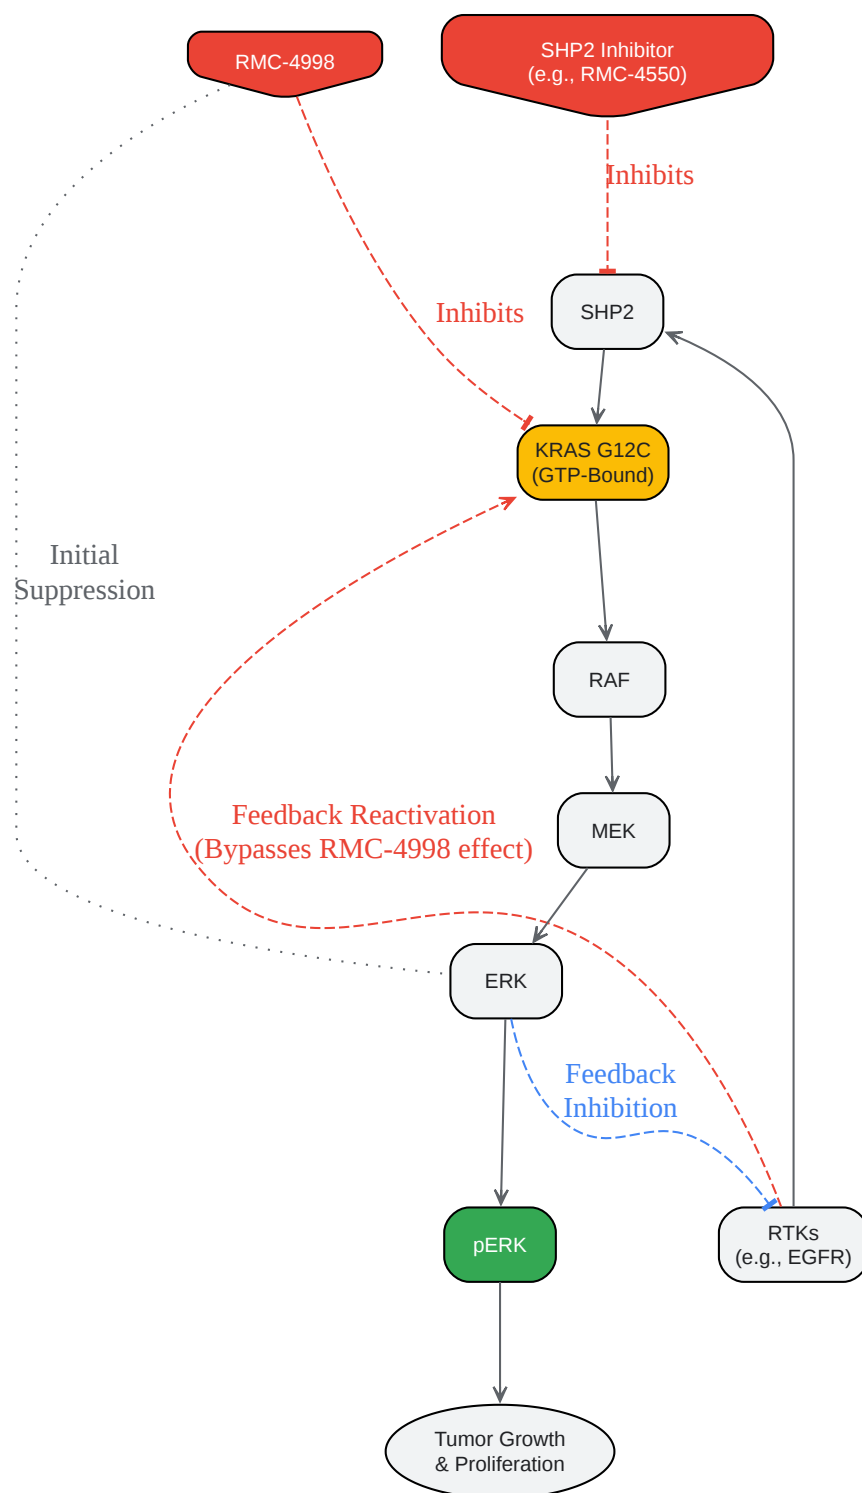 RMC-4998
SHP2 Inhibitor
(e.g., RMC-4550)
Inhibits
Inhibits
SHP2
KRAS G12C
(GTP-Bound)
Initial
Suppression
RAF
Feedback Reactivation
(Bypasses RMC-4998 effect)
MEK
ERK
Feedback
Inhibition
pERK
RTKs
(e.g., EGFR)
Tumor Growth
& Proliferation